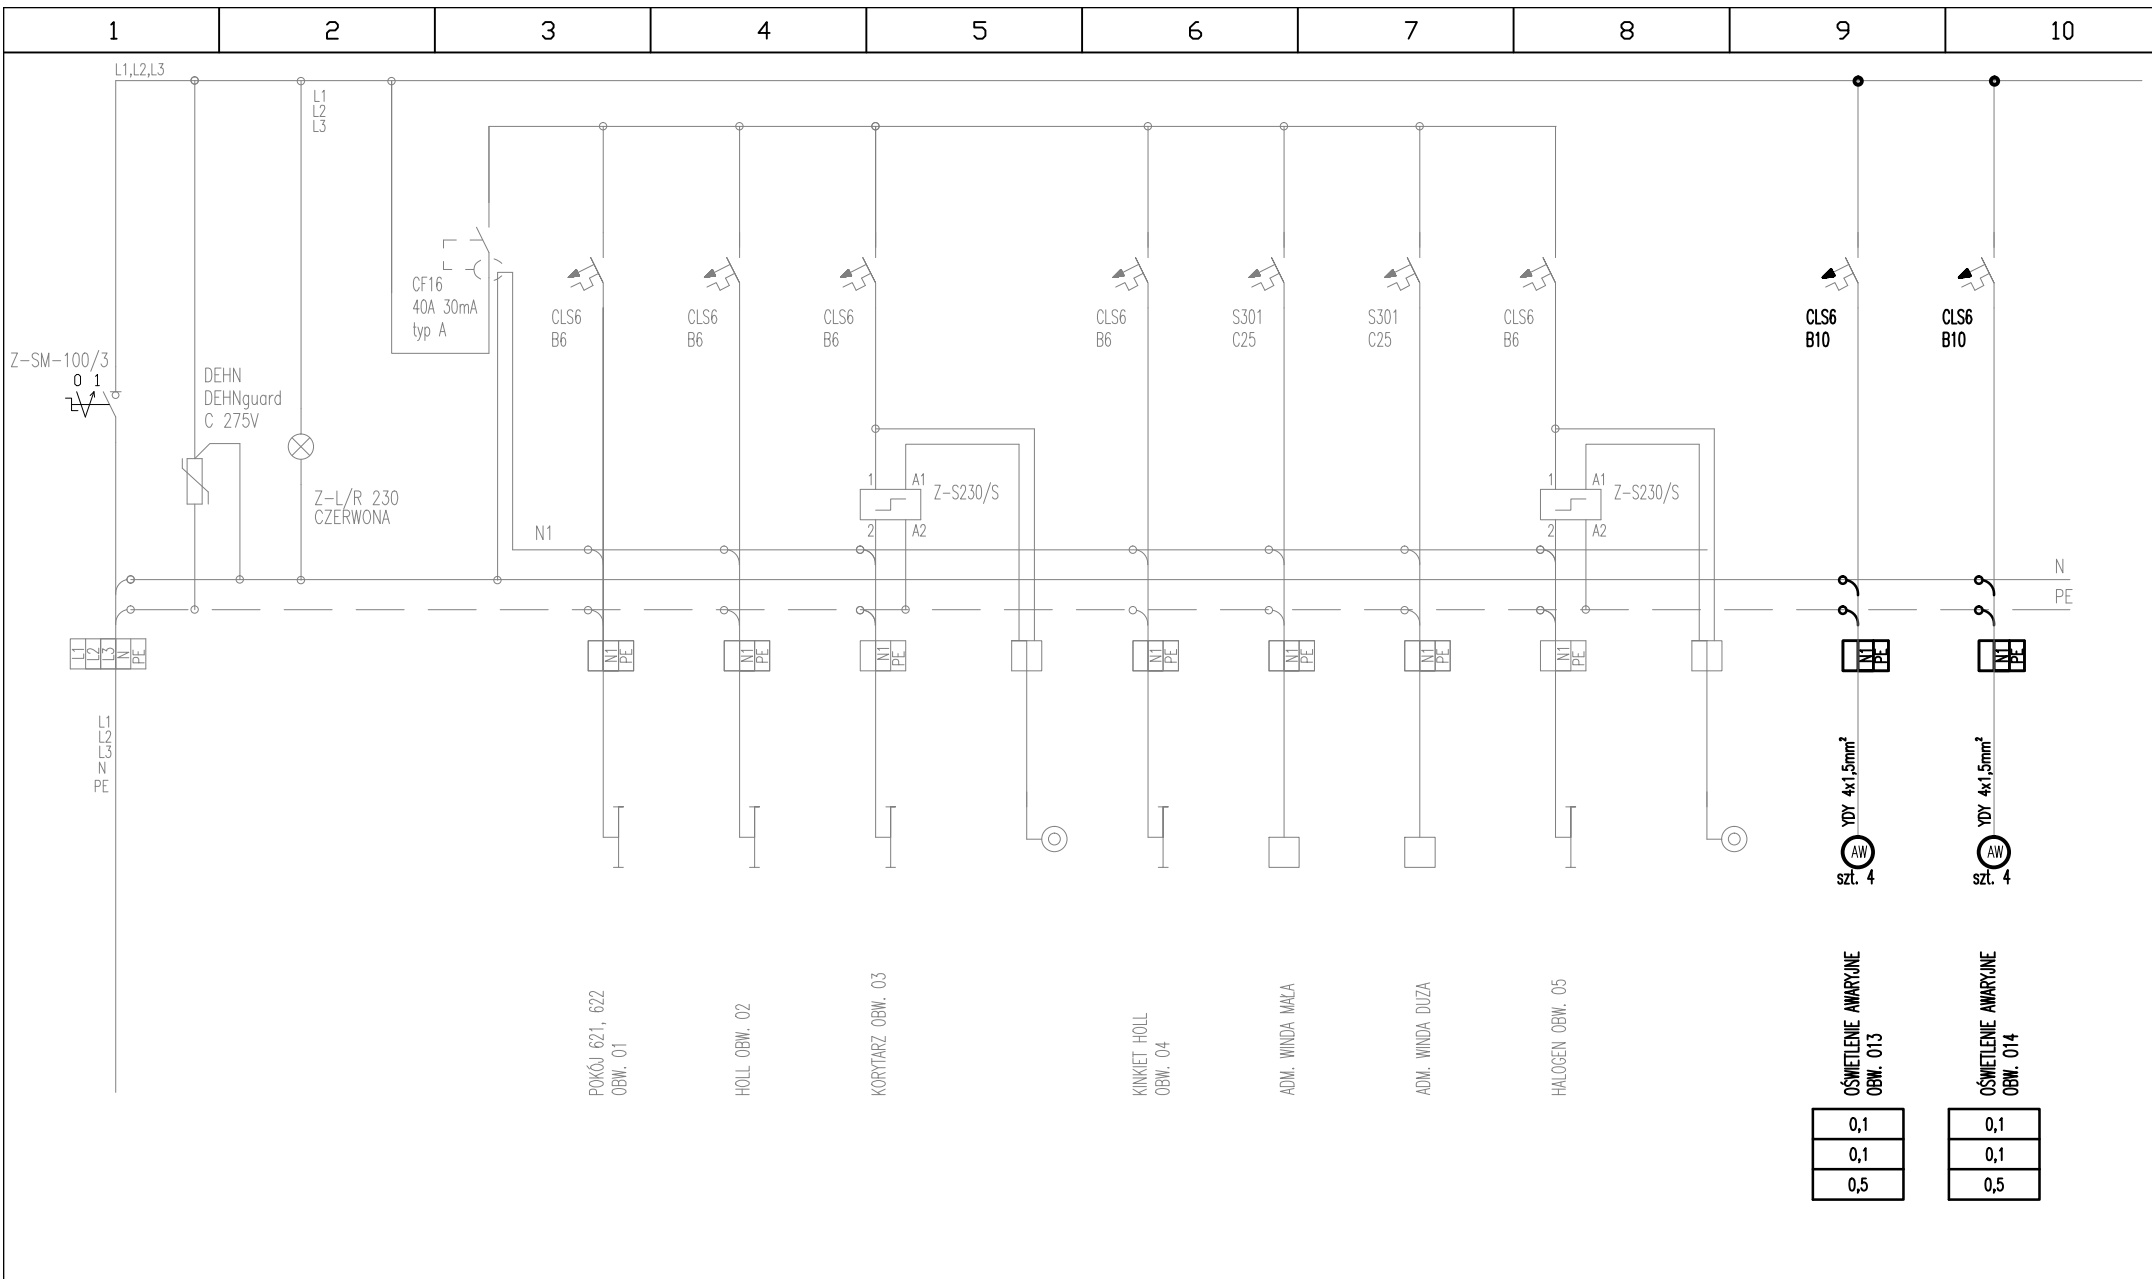 1 2 3 4 5 6 7 8 9 10
L1,L2,L3
L1
L2
L3
CF16
40A 30mA
typ A
CLS6
B6
CLS6
B6
CLS6
B6
CLS6
B6
S301
C25
S301
C25
CLS6
B6
CLS6
B10
CLS6
B10
Z-SM-100/3
0 1
DEHN
DEHNguard
C 275V
Z-L/R 230
CZERWONA
1 A1
Z-S230/S
2 A2
1 A1
Z-S230/S
2 A2
N1
N
PE
L1 L2 L3 N PE
N1 PE
N1 PE
N1 PE
N1 PE
N1 PE
N1 PE
N1 PE
N1 PE
N1 PE
L1
L2
L3
N
PE
YDY 4x1,5mm²
YDY 4x1,5mm²
AW
szt. 4
AW
szt. 4
POKÓJ 621, 622
OBW. 01
HOLL OBW. 02
KORYTARZ OBW. 03
KINKIET HOLL
OBW. 04
ADM. WINDA MAŁA
ADM. WINDA DUŻA
HALOGEN OBW. 05
OŚWIETLENIE AWARYJNE
OBW. 013
OŚWIETLENIE AWARYJNE
OBW. 014
0,1
0,1
0,5
0,1
0,1
0,5